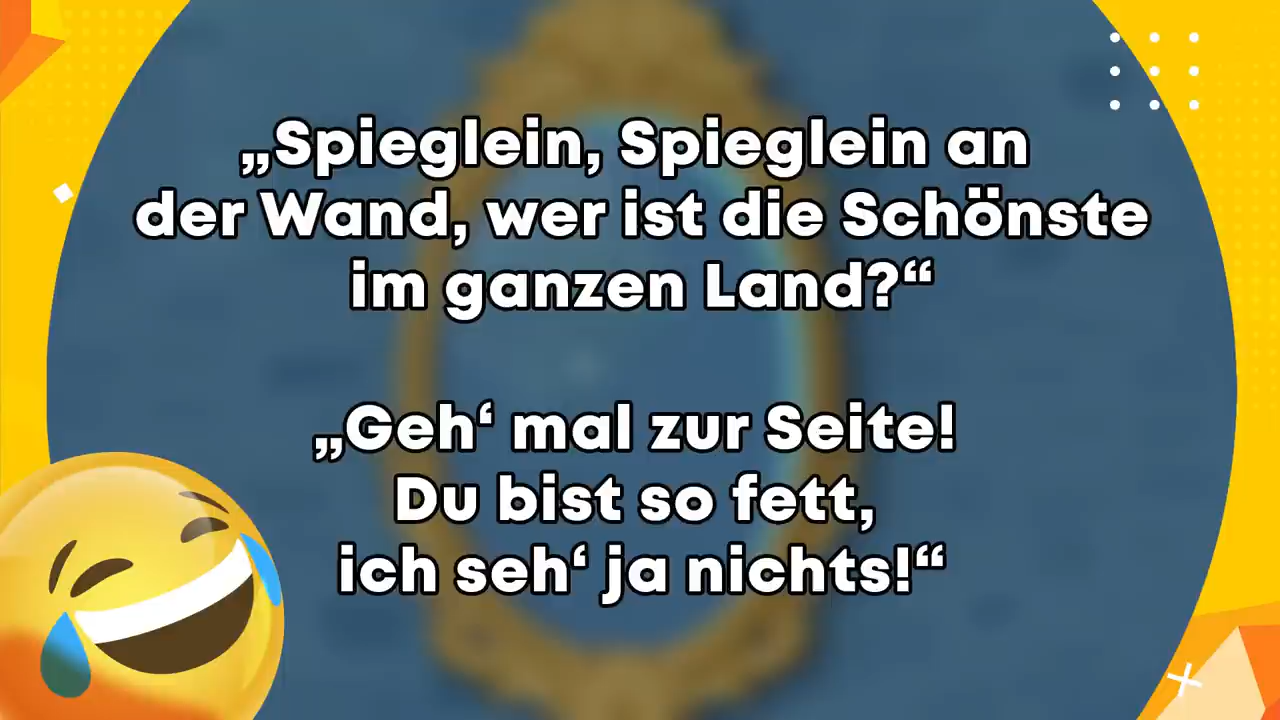 „Spieglein, Spieglein an
der Wand, wer ist die Schönste
im ganzen Land?“
„Geh‘ mal zur Seite!
Du bist so fett,
ich seh‘ ja nichts!“